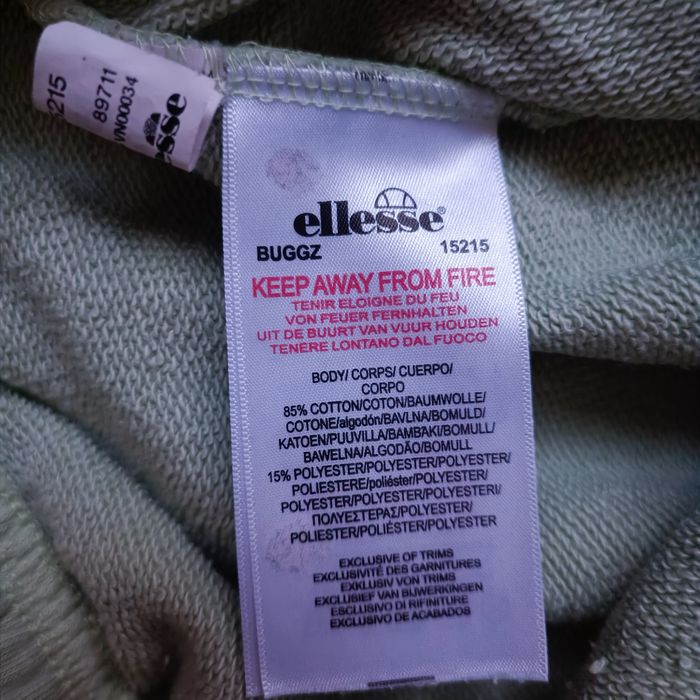 5215
89711
VN00034
esse
ellesse®
BUGGZ 15215
KEEP AWAY FROM FIRE
TENIR ELOIGNE DU FEU
VON FEUER FERNHALTEN
UIT DE BUURT VAN VUUR HOUDEN
TENERE LONTANO DAL FUOCO
BODY/ CORPS/ CUERPO/
CORPO
85% COTTON/COTON/BAUMWOLLE/
COTONE/algodón/BAVLNA/BOMULD/
KATOEN/PUUVILLA/BAMBAKI/BOMULL/
BAWELNA/ALGODÃO/BOMULL
15% POLYESTER/POLYESTER/POLYESTER/
POLIESTERE/poliéster/POLYESTER/
POLYESTER/POLYESTER/POLYESTERI/
ΠΟΛΥΕΣΤΕΡΑΣ/POLYESTER/
POLIESTER/POLIÉSTER/POLYESTER
EXCLUSIVE OF TRIMS
EXCLUSIVITÉ DES GARNITURES
EXKLUSIV VON TRIMS
EXCLUSIEF VAN BIJWERKINGEN
ESCLUSIVO DI RIFINITURE
EXCLUSIVO DE ACABADOS